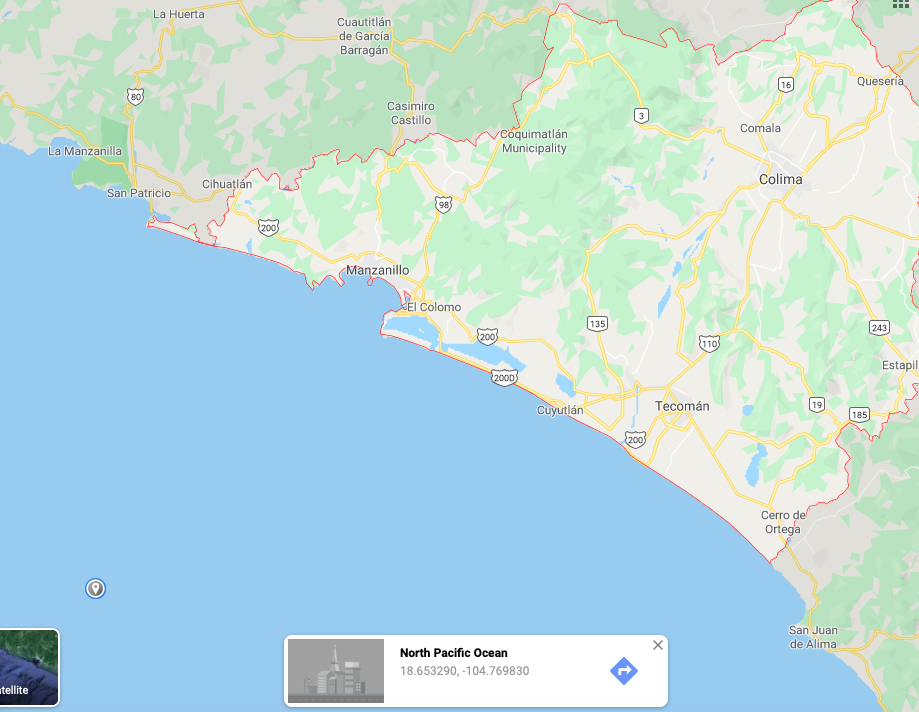 La Huerta
Cuautitlán
de García
Barragán
16
Quesería
80
Casimiro
Castillo
3
Comala
Coquimatlán
Municipality
La Manzanilla
Colima
Cihuatlán
San Patricio
98
200
Manzanillo
El Colomo
135
243
200
110
Estapil
200D
19
Cuyutlán
Tecomán
185
200
Cerro de
Ortega
San Juan
de Alima
North Pacific Ocean
18.653290, -104.769830
atellite